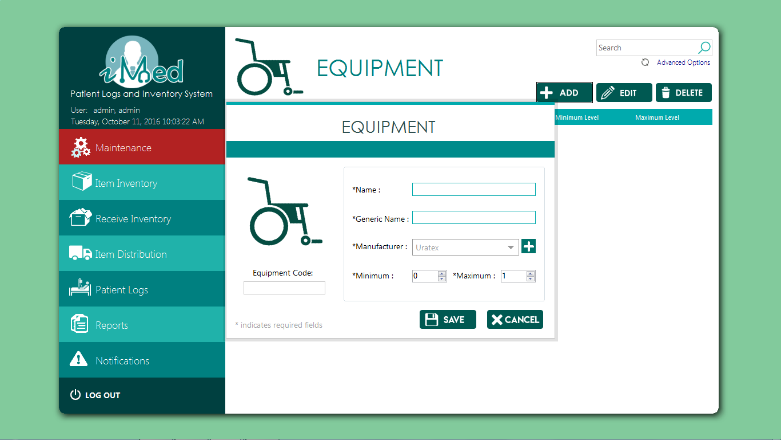 iMed
Patient Logs and Inventory System
User: admin, admin
Tuesday, October 11, 2016 10:03:22 AM
Maintenance
Item Inventory
Receive Inventory
Item Distribution
Patient Logs
Reports
Notifications
LOG OUT
EQUIPMENT
Search
Advanced Options
ADD
EDIT
DELETE
Minimum Level
Maximum Level
EQUIPMENT
*Name :
*Generic Name :
*Manufacturer :
Uratex
*Minimum :
0
*Maximum :
1
Equipment Code:
* indicates required fields
SAVE
CANCEL